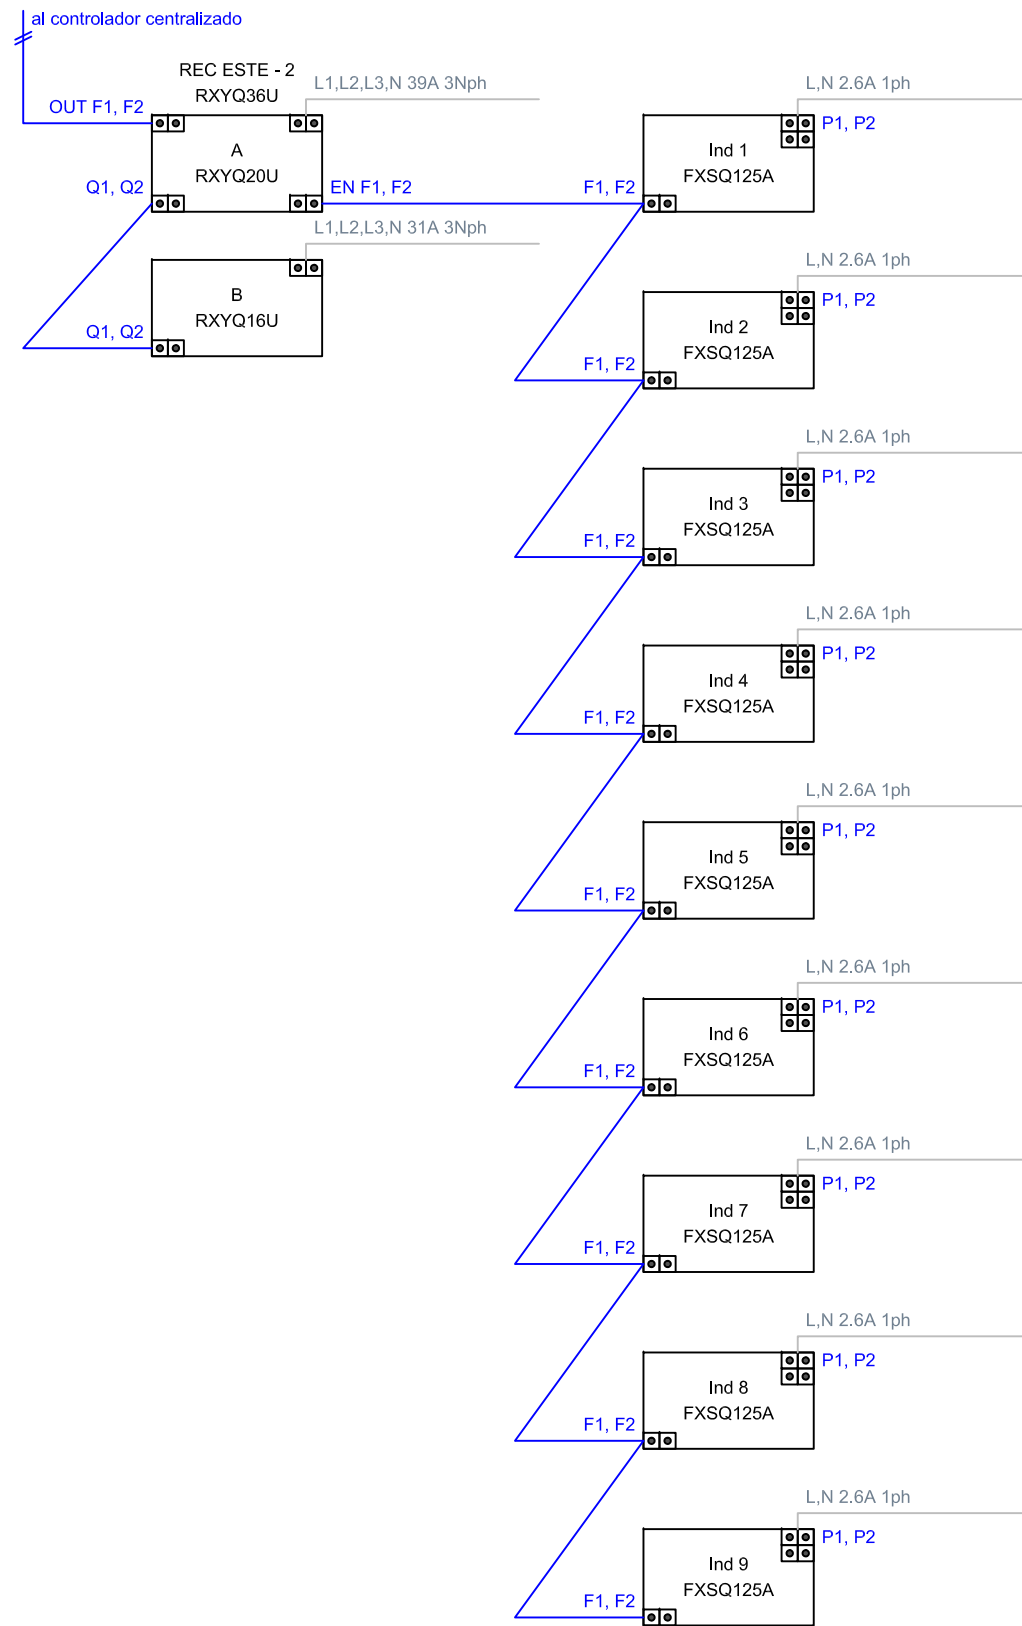 al controlador centralizado
REC ESTE - 2
RXYQ36U
L1,L2,L3,N 39A 3Nph
OUT F1, F2
A
RXYQ20U
Q1, Q2
EN F1, F2
L1,L2,L3,N 31A 3Nph
B
RXYQ16U
Q1, Q2
L,N 2.6A 1ph
P1, P2
Ind 1
FXSQ125A
F1, F2
L,N 2.6A 1ph
P1, P2
Ind 2
FXSQ125A
F1, F2
L,N 2.6A 1ph
P1, P2
Ind 3
FXSQ125A
F1, F2
L,N 2.6A 1ph
P1, P2
Ind 4
FXSQ125A
F1, F2
L,N 2.6A 1ph
P1, P2
Ind 5
FXSQ125A
F1, F2
L,N 2.6A 1ph
P1, P2
Ind 6
FXSQ125A
F1, F2
L,N 2.6A 1ph
P1, P2
Ind 7
FXSQ125A
F1, F2
L,N 2.6A 1ph
P1, P2
Ind 8
FXSQ125A
F1, F2
L,N 2.6A 1ph
P1, P2
Ind 9
FXSQ125A
F1, F2